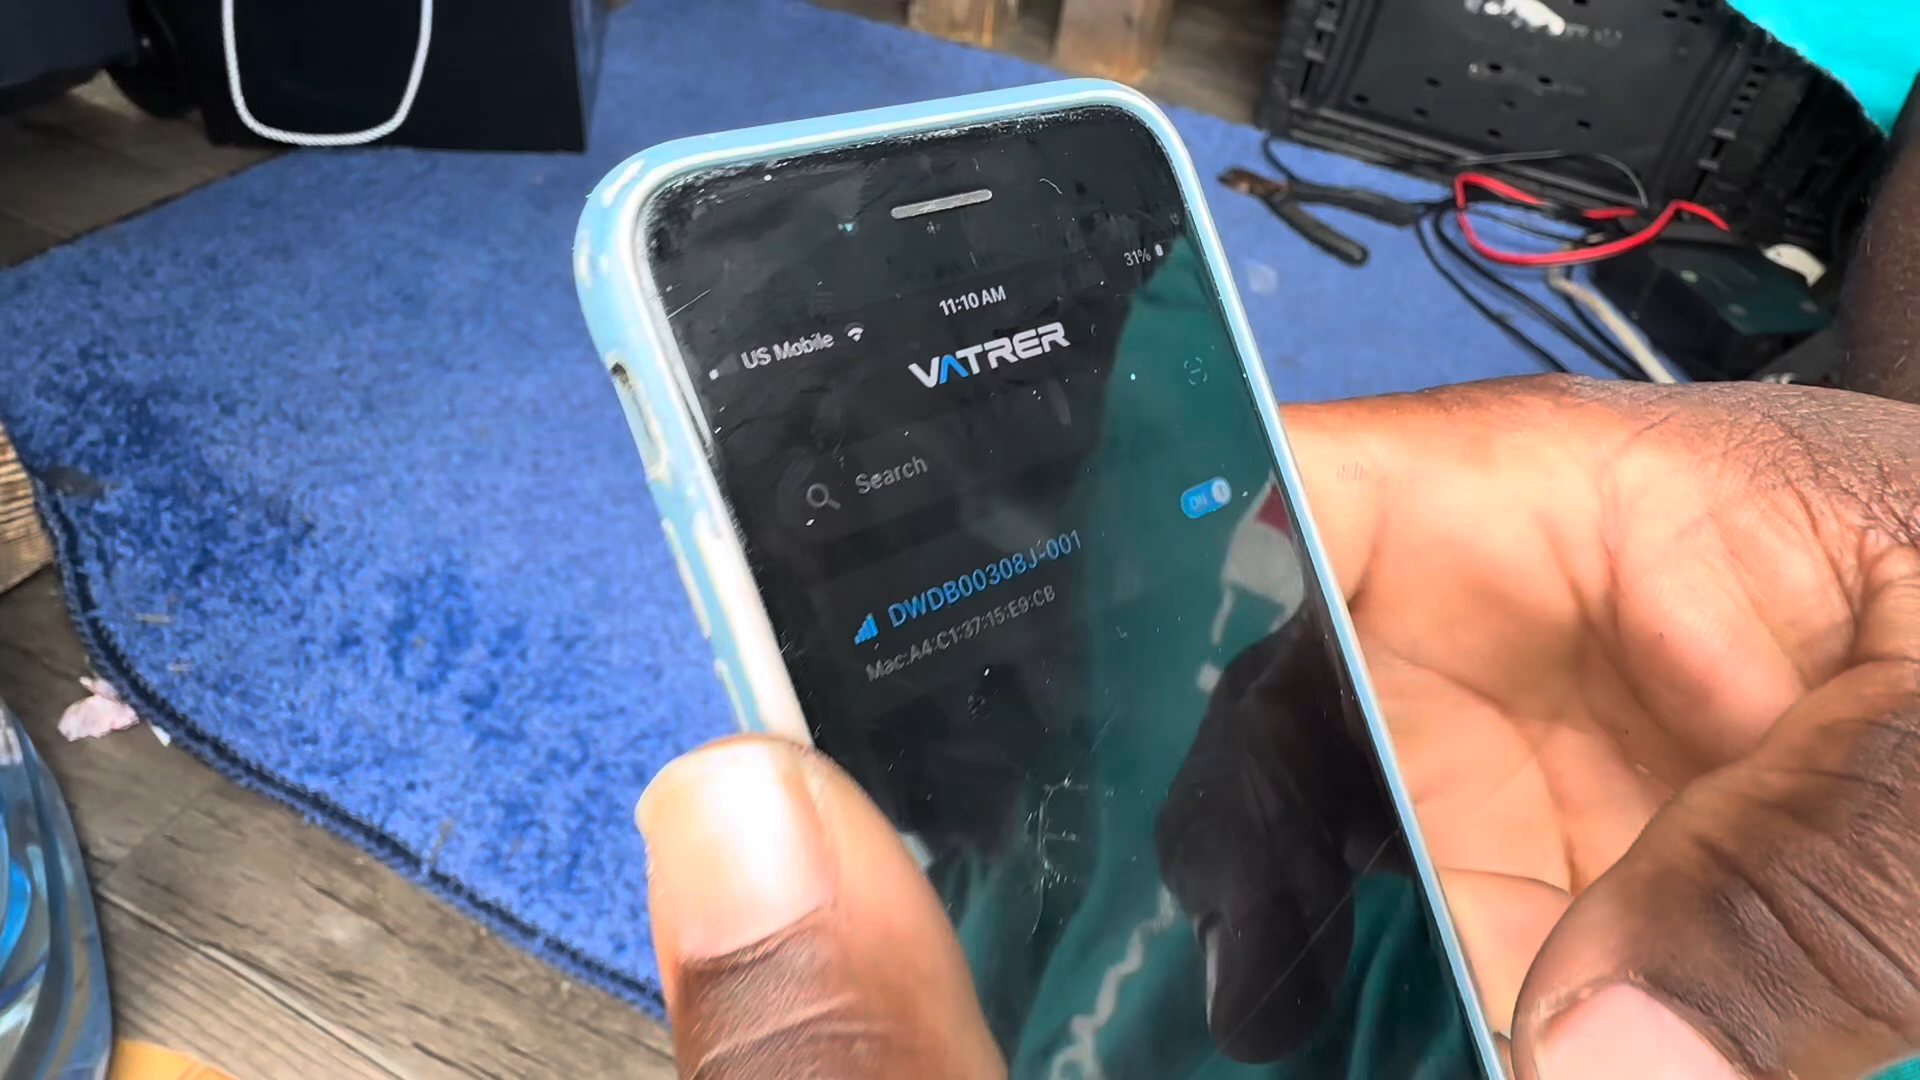 31%
11:10 AM
US Mobile
VATRER
Search
ON
DWDB00308J-001
Mac:A4:C1:37:15:E9:CB